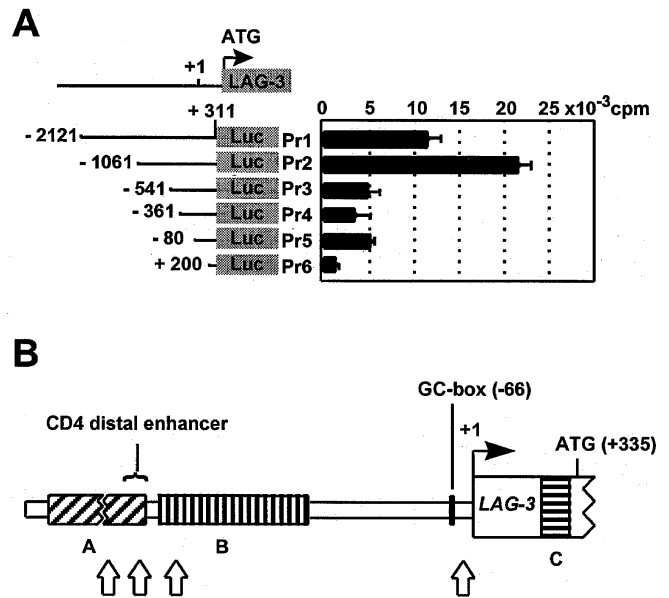 A
ATG
+1
LAG-3
+ 311
0 5 10 15 20 25 x10-3cpm
- 2121 Luc Pr1
- 1061 Luc Pr2
- 541 Luc Pr3
- 361 Luc Pr4
- 80 Luc Pr5
+ 200 Luc Pr6
B
GC-box (-66)
CD4 distal enhancer
+1
ATG (+335)
LAG-3
A B C